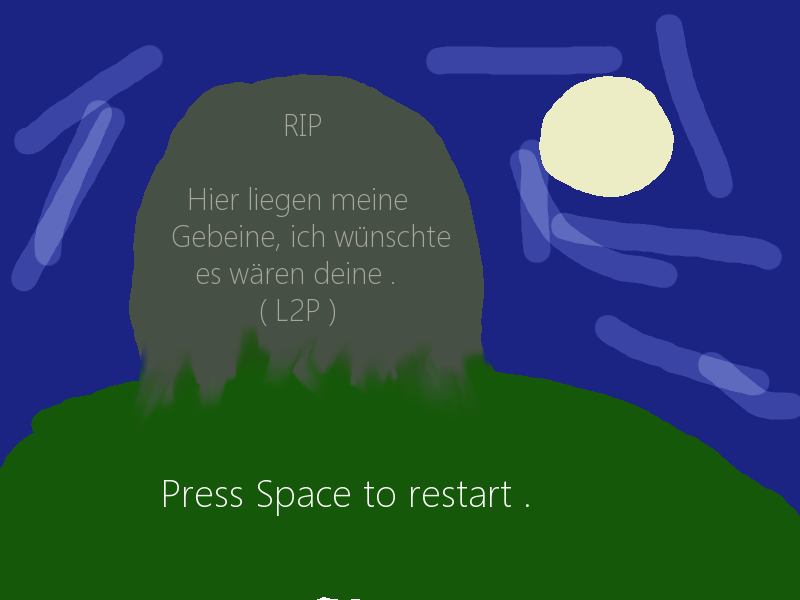 RIP
Hier liegen meine
Gebeine, ich wünschte
es wären deine .
( L2P )
Press Space to restart .